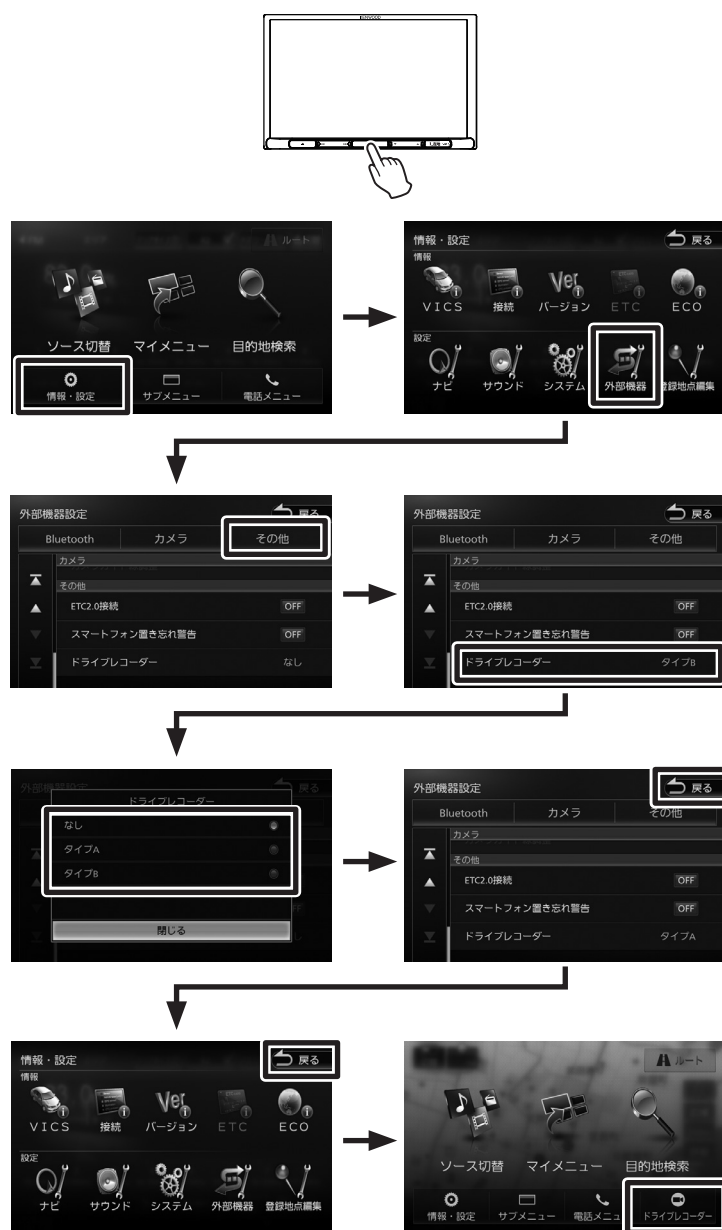 KENWOOD
ルート
ソース切替 マイメニュー 目的地検索
情報・設定 サブメニュー 電話メニュー
情報・設定 戻る
情報
VICS 接続 バージョン ETC ECO
Ver
設定
ナビ サウンド システム 外部機器 登録地点編集
外部機器設定 戻る
Bluetooth カメラ その他
カメラ
その他
ETC2.0接続 OFF
スマートフォン置き忘れ警告 OFF
ドライブレコーダー なし
外部機器設定 戻る
Bluetooth カメラ その他
カメラ
その他
ETC2.0接続 OFF
スマートフォン置き忘れ警告 OFF
ドライブレコーダー タイプB
戻る
ドライブレコーダー
なし
タイプA
タイプB
閉じる
外部機器設定 戻る
Bluetooth カメラ その他
カメラ
その他
ETC2.0接続 OFF
スマートフォン置き忘れ警告 OFF
ドライブレコーダー タイプA
情報・設定 戻る
情報
Ver
VICS 接続 バージョン ETC ECO
設定
ナビ サウンド システム 外部機器 登録地点編集
ルート
ソース切替 マイメニュー 目的地検索
情報・設定 サブメニュー 電話メニュー ドライブレコーダー